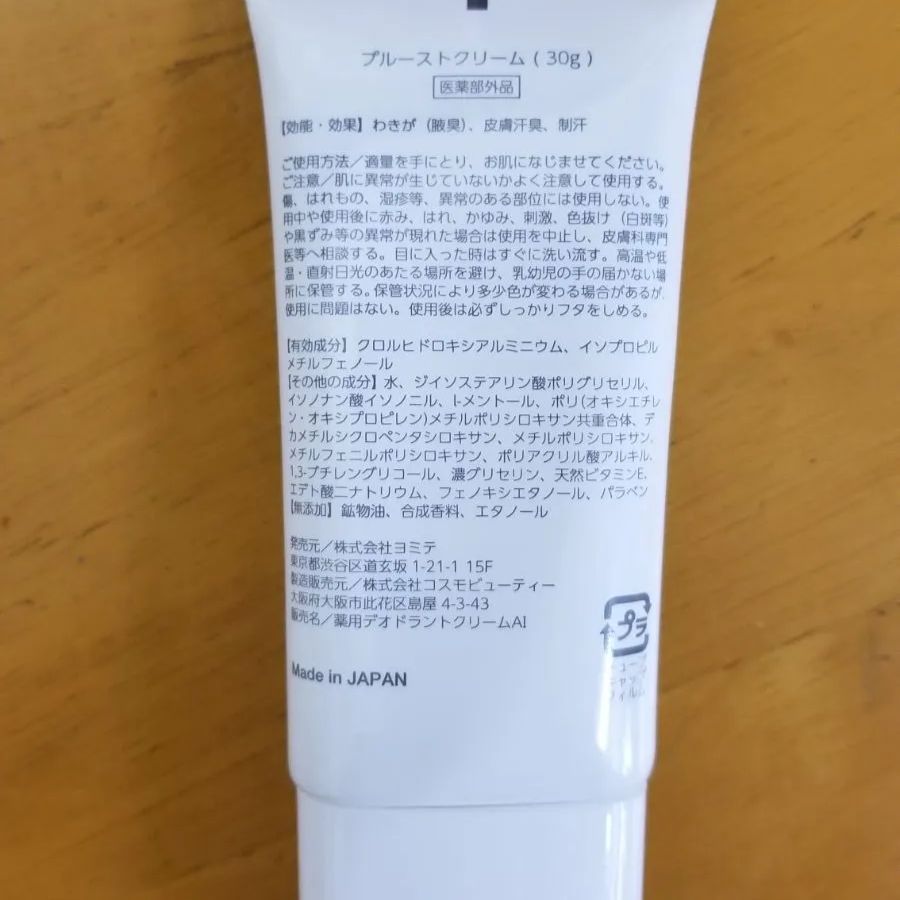 プルーストクリーム ( 30g )
医薬部外品
【効能・効果】わきが（腋臭）、皮膚汗臭、制汗
ご使用方法／適量を手にとり、お肌になじませてください。
ご注意／肌に異常が生じていないかよく注意して使用する。
傷、はれもの、湿疹等、異常のある部位には使用しない。使
用中や使用後に赤み、はれ、かゆみ、刺激、色抜け（白斑等）
や黒ずみ等の異常が現れた場合は使用を中止し、皮膚科専門
医等へ相談する。目に入った時はすぐに洗い流す。高温や低
温・直射日光のあたる場所を避け、乳幼児の手の届かない場
所に保管する。保管状況により多少色が変わる場合があるが、
使用に問題はない。使用後は必ずしっかりフタをしめる。
【有効成分】クロルヒドロキシアルミニウム、イソプロピル
メチルフェノール
【その他の成分】水、ジイソステアリン酸ポリグリセリル、
イソノナン酸イソノニル、l-メントール、ポリ(オキシエチレ
ン・オキシプロピレン)メチルポリシロキサン共重合体、デ
カメチルシクロペンタシロキサン、メチルポリシロキサン、
メチルフェニルポリシロキサン、ポリアクリル酸アルキル、
1,3-ブチレングリコール、濃グリセリン、天然ビタミンE、
エデト酸二ナトリウム、フェノキシエタノール、パラベン
【無添加】鉱物油、合成香料、エタノール
発売元／株式会社ヨミテ
東京都渋谷区道玄坂 1-21-1 15F
製造販売元／株式会社コスモビューティー
大阪府大阪市此花区島屋 4-3-43
販売名／薬用デオドラントクリームAI
プラ
チューブ
キャップ
フィルム
Made in JAPAN